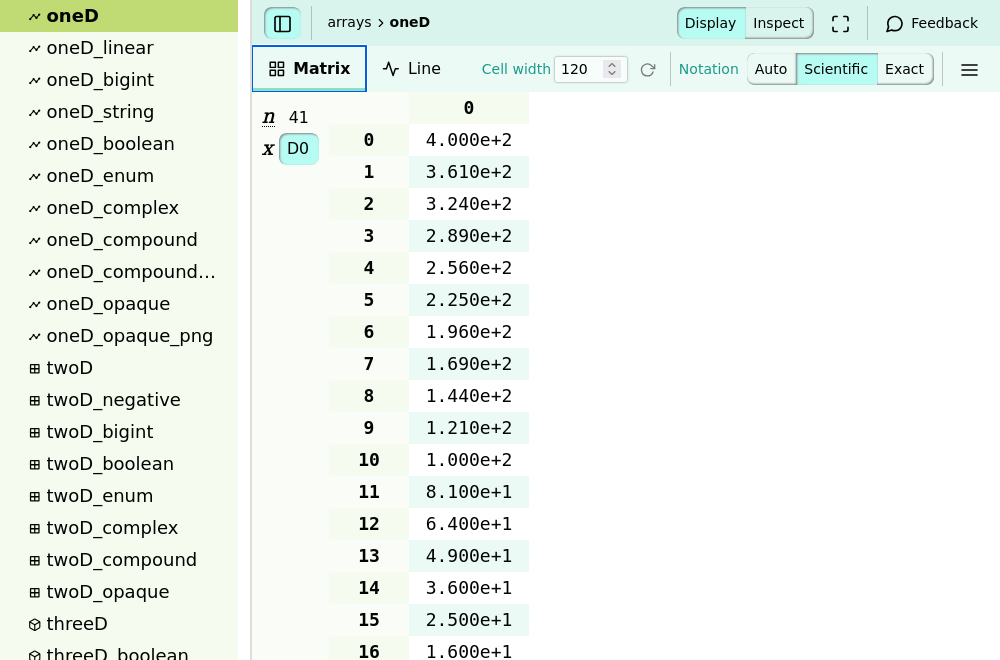 oneD
oneD_linear
oneD_bigint
oneD_string
oneD_boolean
oneD_enum
oneD_complex
oneD_compound
oneD_compound…
oneD_opaque
oneD_opaque_png
twoD
twoD_negative
twoD_bigint
twoD_boolean
twoD_enum
twoD_complex
twoD_compound
twoD_opaque
threeD
threeD_boolean
arrays > oneD
Display Inspect Feedback
Matrix Line Cell width 120 Notation Auto Scientific Exact
n 41
x D0
0
0 4.000e+2
1 3.610e+2
2 3.240e+2
3 2.890e+2
4 2.560e+2
5 2.250e+2
6 1.960e+2
7 1.690e+2
8 1.440e+2
9 1.210e+2
10 1.000e+2
11 8.100e+1
12 6.400e+1
13 4.900e+1
14 3.600e+1
15 2.500e+1
16 1.600e+1